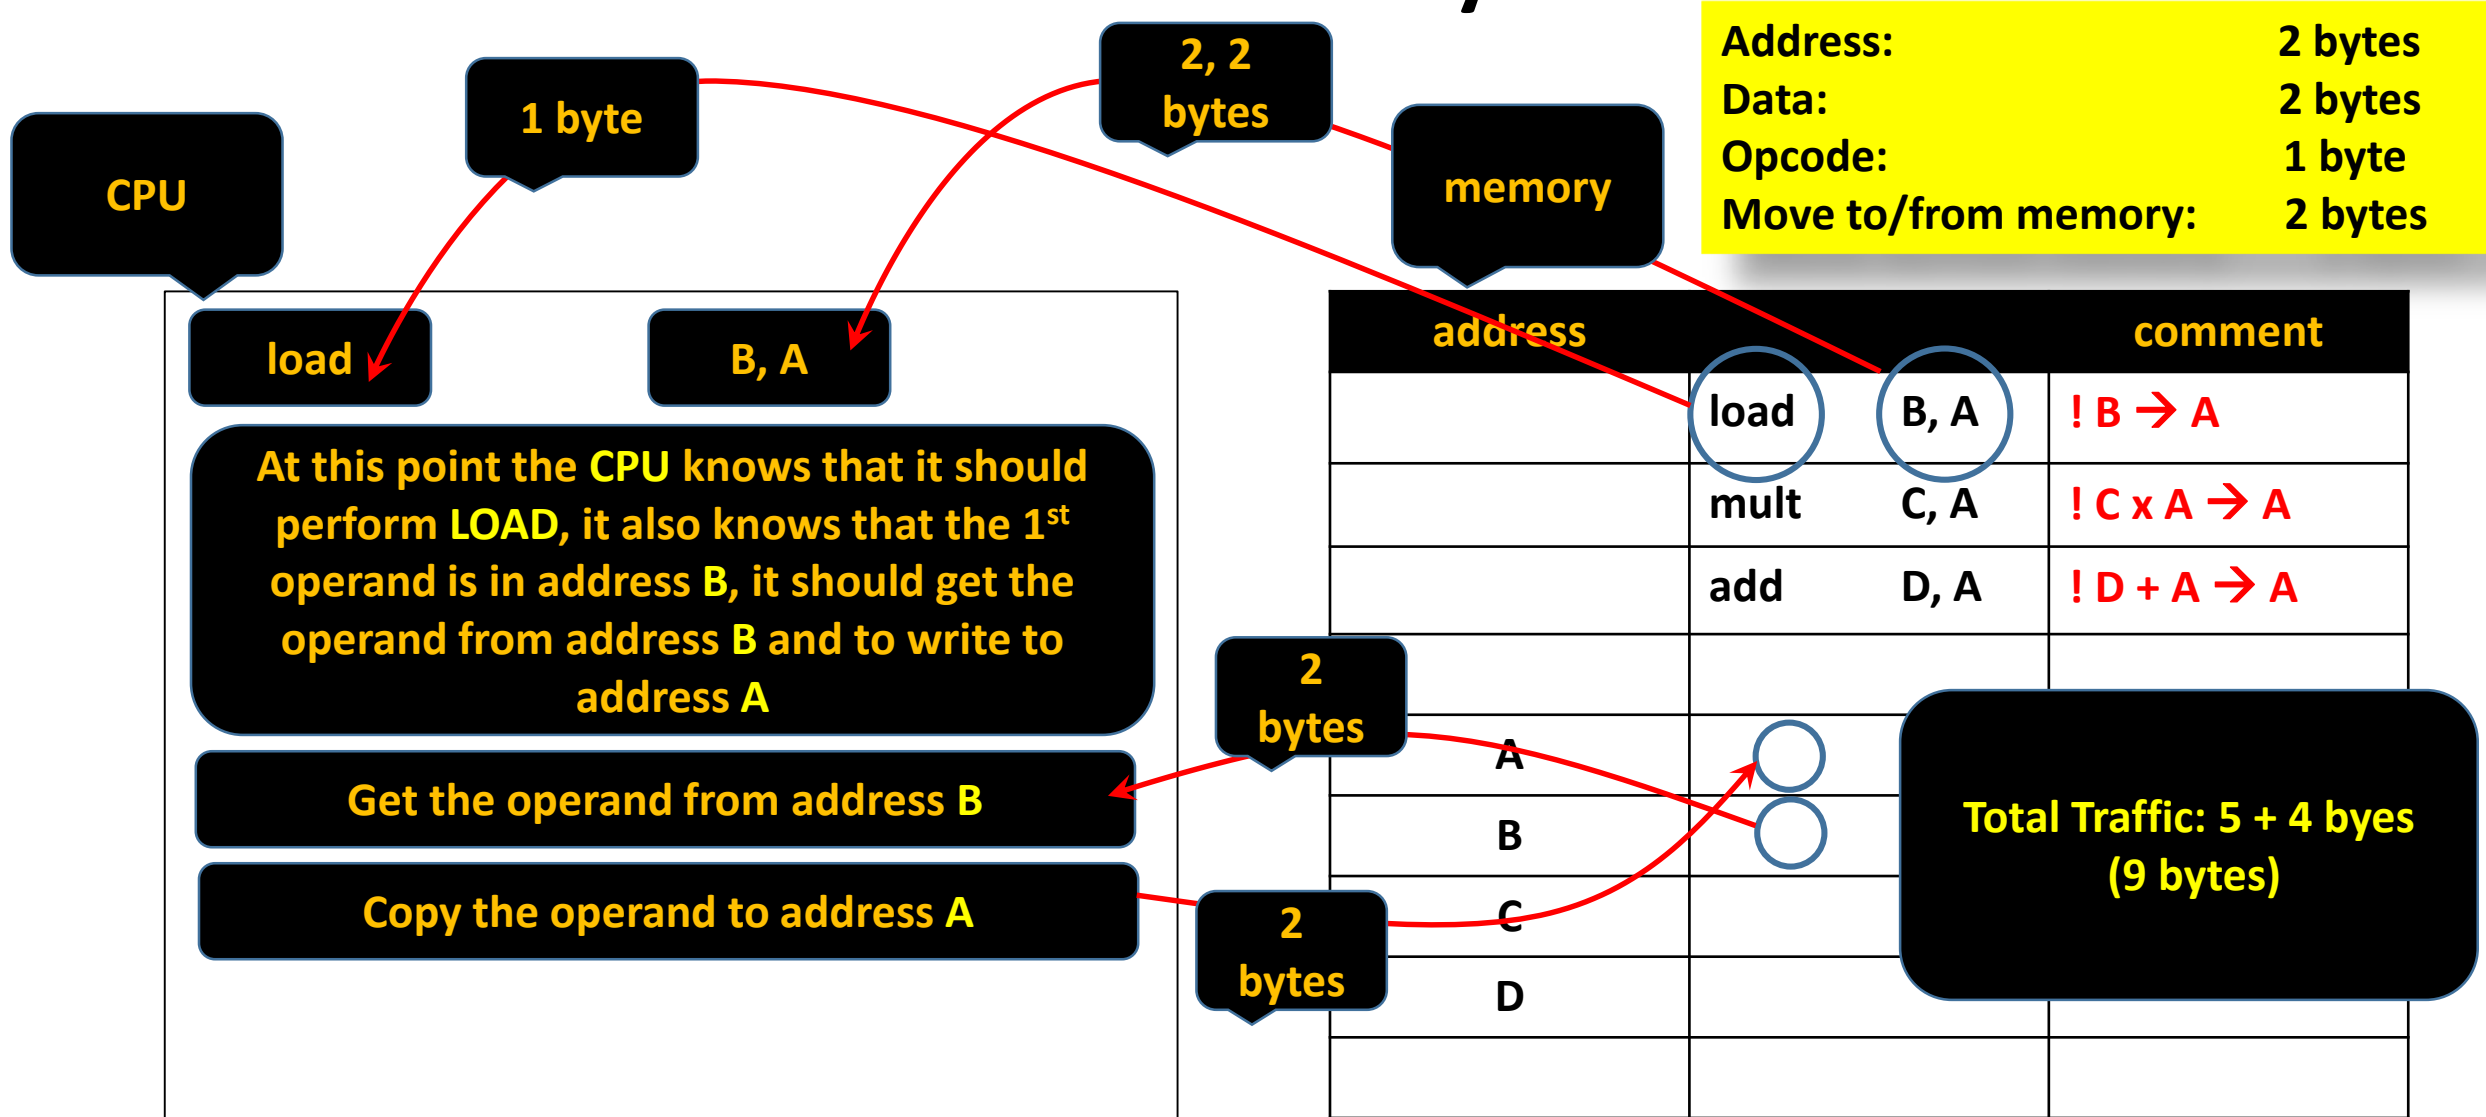 Address: 2 bytes
Data: 2 bytes
Opcode: 1 byte
Move to/from memory: 2 bytes
CPU
1 byte
2, 2
bytes
memory
load
B, A
At this point the CPU knows that it should
perform LOAD, it also knows that the 1st
operand is in address B, it should get the
operand from address B and to write to
address A
Get the operand from address B
Copy the operand to address A
2
bytes
2
bytes
address comment
load B, A ! B → A
mult C, A ! C x A → A
add D, A ! D + A → A
A
B
C
D
Total Traffic: 5 + 4 byes
(9 bytes)